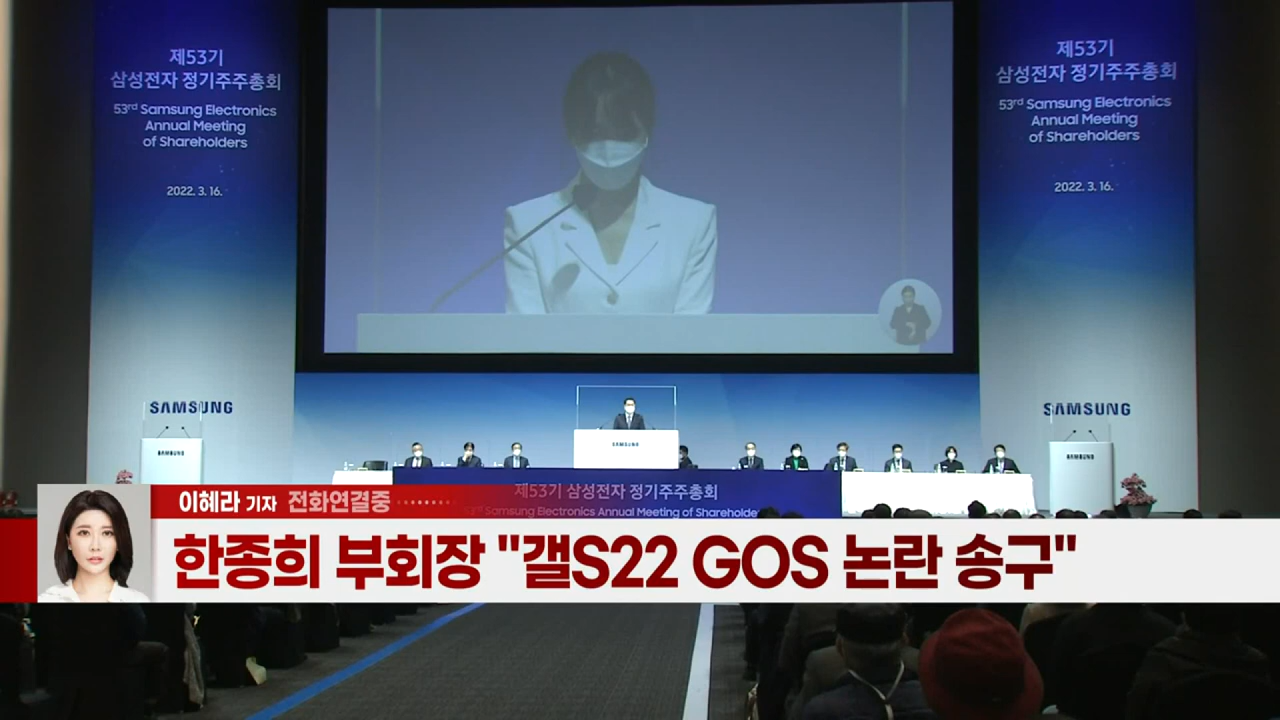 제53기
삼성전자 정기주주총회
53rd Samsung Electronics
Annual Meeting
of Shareholders
2022. 3. 16.
제53기
삼성전자 정기주주총회
53rd Samsung Electronics
Annual Meeting
of Shareholders
2022. 3. 16.
SAMSUNG
SAMSUNG
SAMSUNG
SAMSUNG
SAMSUNG
제53기 삼성전자 정기주주총회
53rd Samsung Electronics Annual Meeting of Shareholders
이혜라 기자 전화연결중
한종희 부회장 "갤S22 GOS 논란 송구"